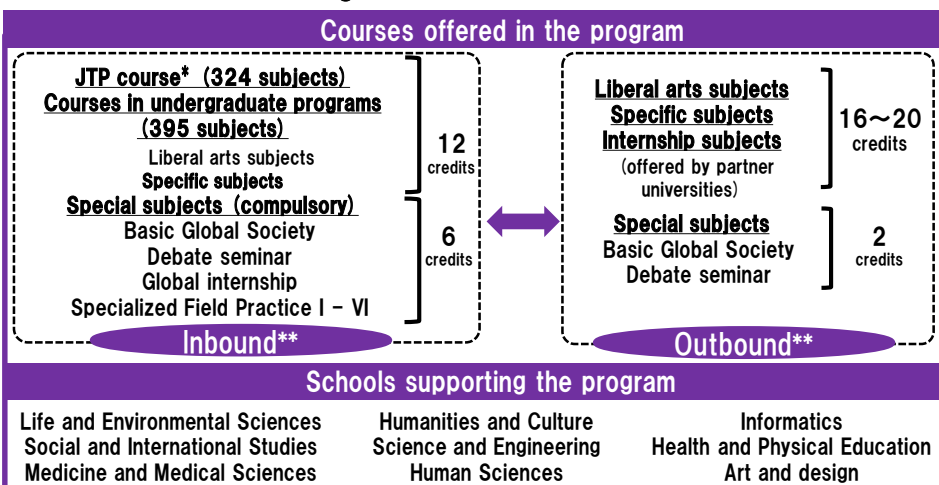 Courses offered in the program
JTP course* (324 subjects)
Courses in undergraduate programs
(395 subjects)
Liberal arts subjects
Specific subjects
12
credits
Special subjects (compulsory)
Basic Global Society
Debate seminar
Global internship
Specialized Field Practice I - VI
6
credits
Inbound**
Liberal arts subjects
Specific subjects
Internship subjects
(offered by partner
universities)
16～20
credits
Special subjects
Basic Global Society
Debate seminar
2
credits
Outbound**
Schools supporting the program
Life and Environmental Sciences
Social and International Studies
Medicine and Medical Sciences
Humanities and Culture
Science and Engineering
Human Sciences
Informatics
Health and Physical Education
Art and design